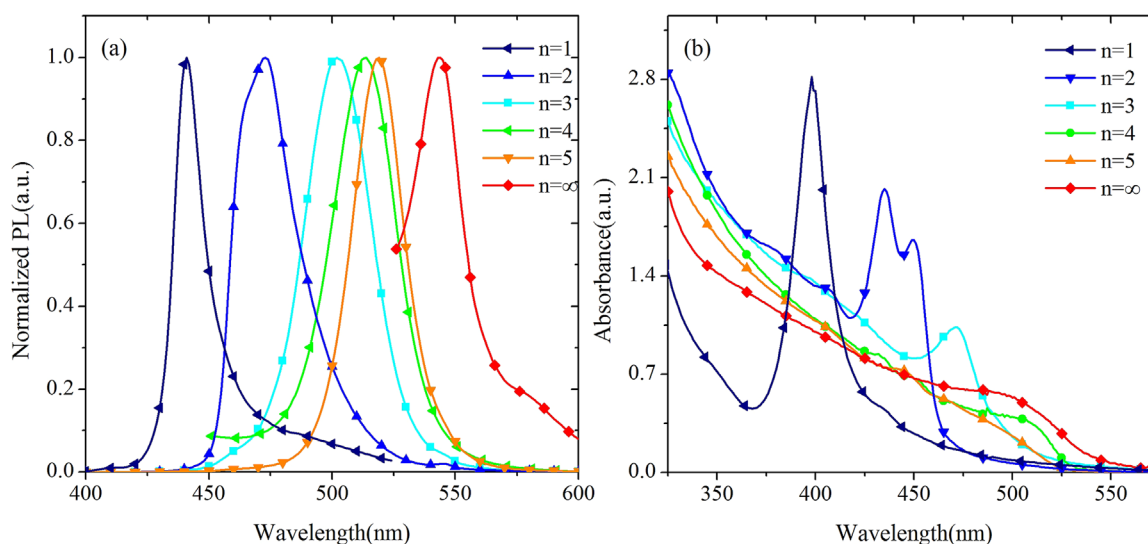 (a)
n=1
n=2
n=3
n=4
n=5
n=∞
Normalized PL(a.u.)
1.0
0.8
0.6
0.4
0.2
0.0
400
450
500
550
600
Wavelength(nm)
(b)
n=1
n=2
n=3
n=4
n=5
n=∞
Absorbance(a.u.)
2.8
2.1
1.4
0.7
0.0
350
400
450
500
550
Wavelength(nm)